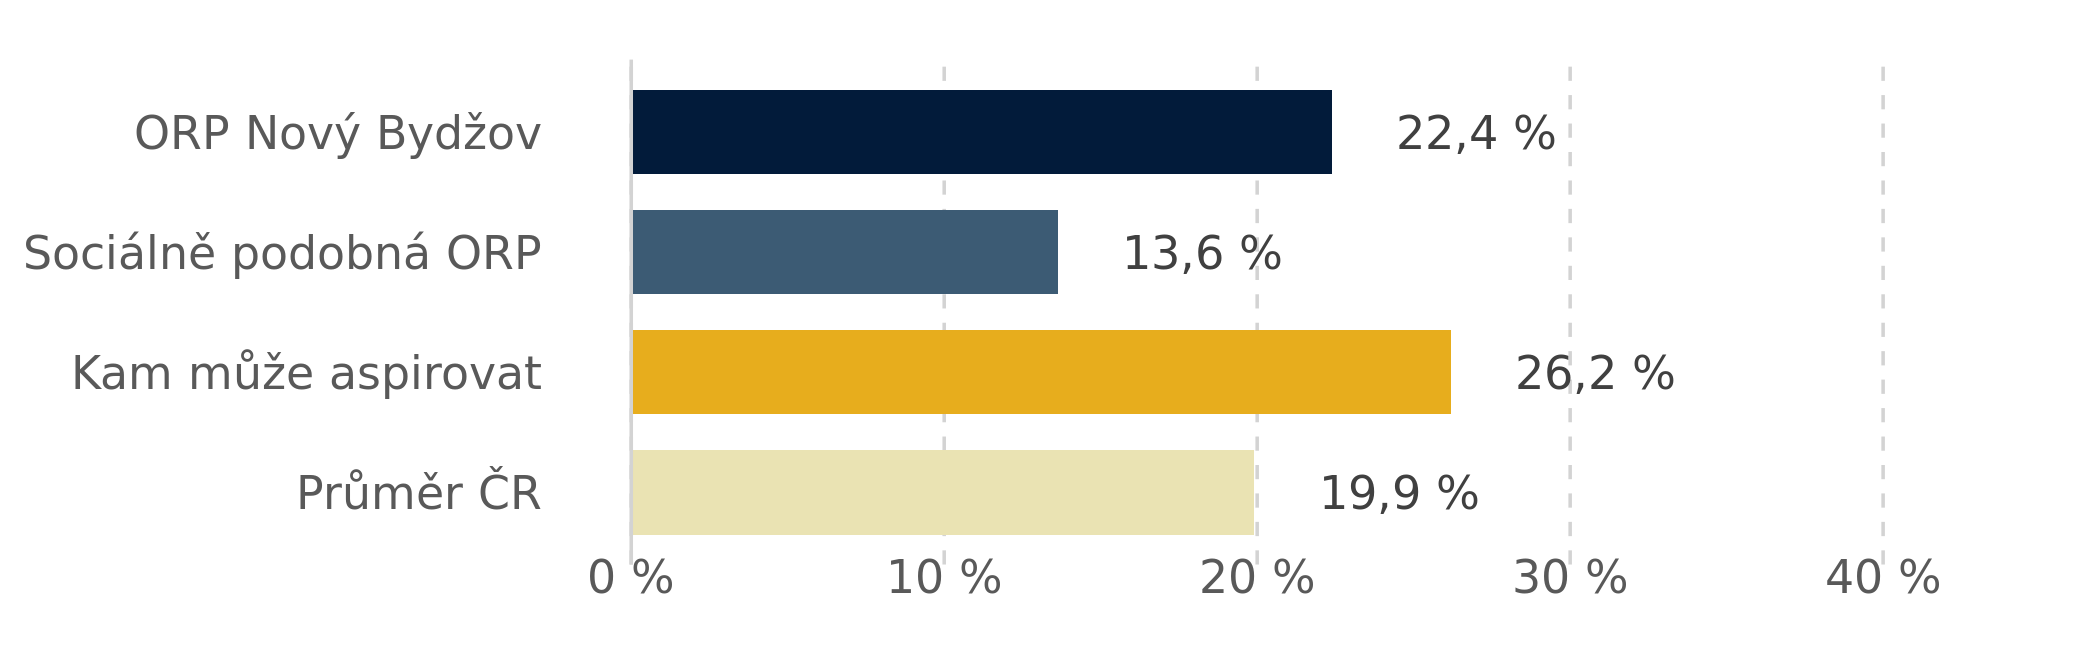 ORP Nový Bydžov
22,4 %
Sociálně podobná ORP
13,6 %
Kam může aspirovat
26,2 %
Průměr ČR
19,9 %
0 %
10 %
20 %
30 %
40 %